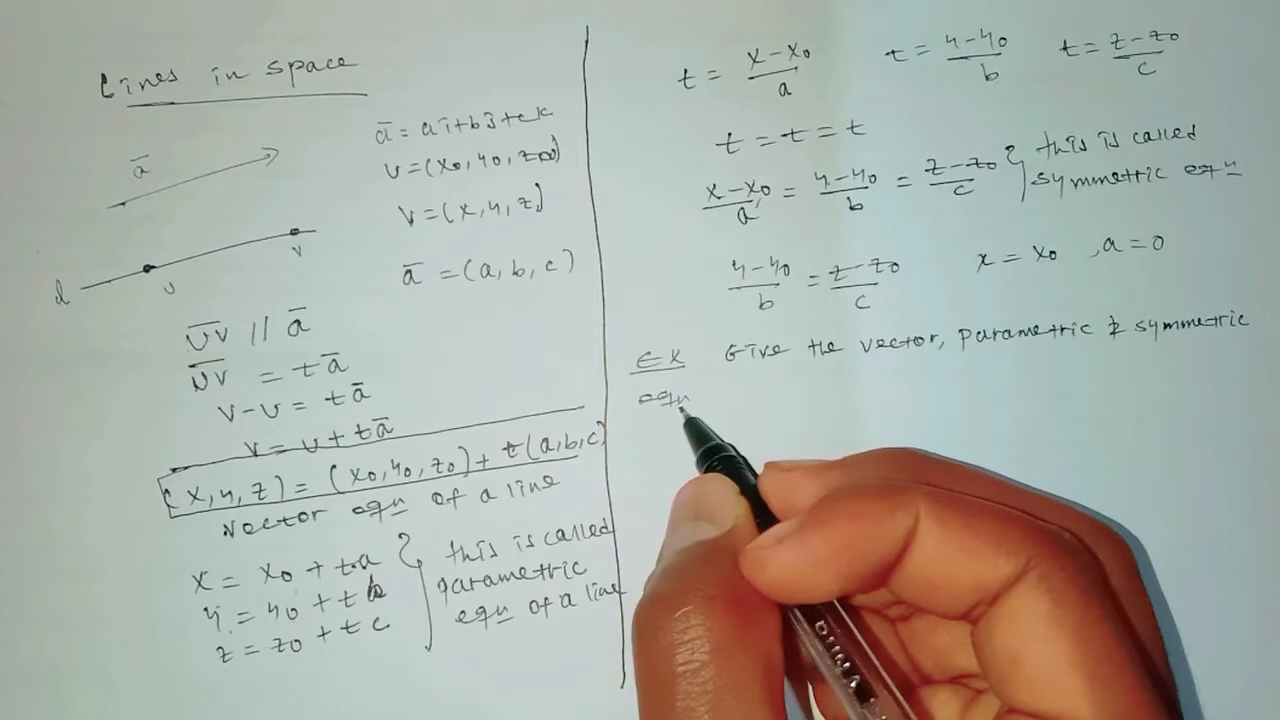 Lines in space
ā
ā = ai+bj+ck
u = (x0, y0, z0)
v = (x, y, z)
ā = (a, b, c)
L
u
v
UV // ā
UV = tā
v-u = tā
v = u + tā
(x, y, z) = (x0, y0, z0) + t(a, b, c)
Vector eqn of a line
x = x0 + ta
y = y0 + tb
z = z0 + tc
this is called
parametric
eqn of a line
t = x-x0/a t = y-y0/b t = z-z0/c
t = t = t
x-x0/a = y-y0/b = z-z0/c } this is called
symmetric eqn
y-y0/b = z-z0/c x = x0, a = 0
EX Give the vector, parametric & symmetric
eqn